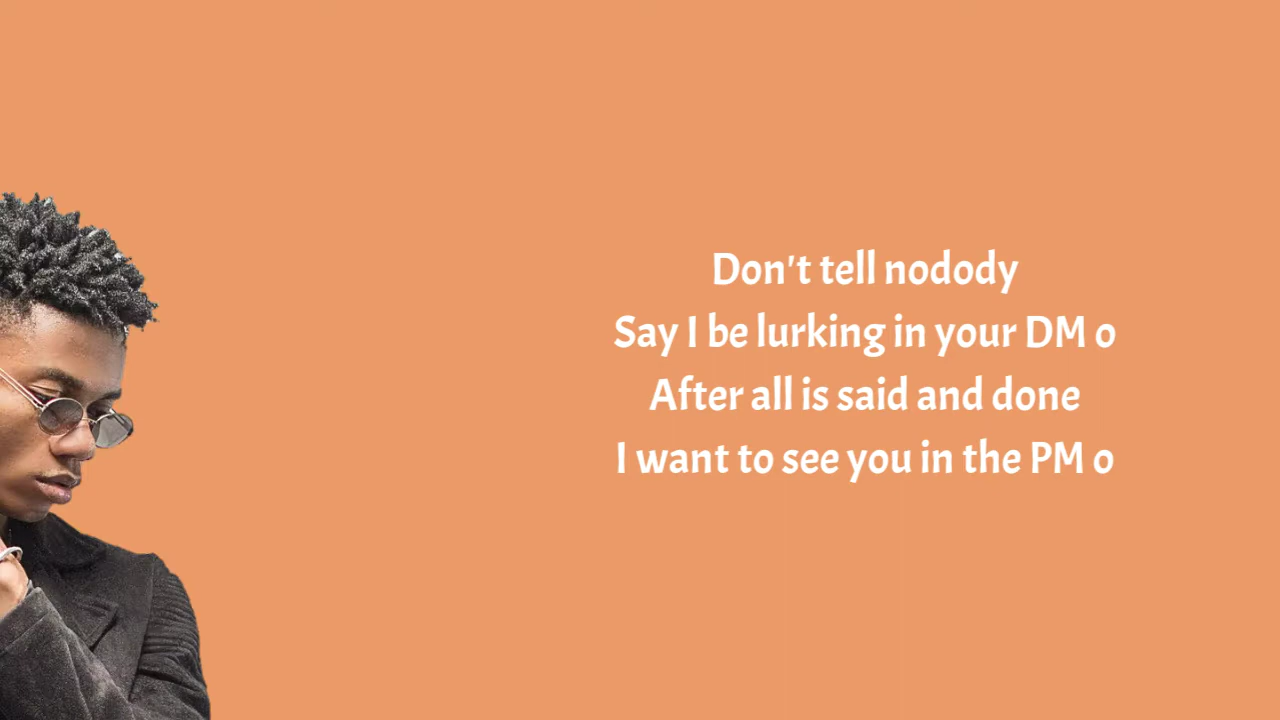 Don't tell nodody
Say I be lurking in your DM o
After all is said and done
I want to see you in the PM o